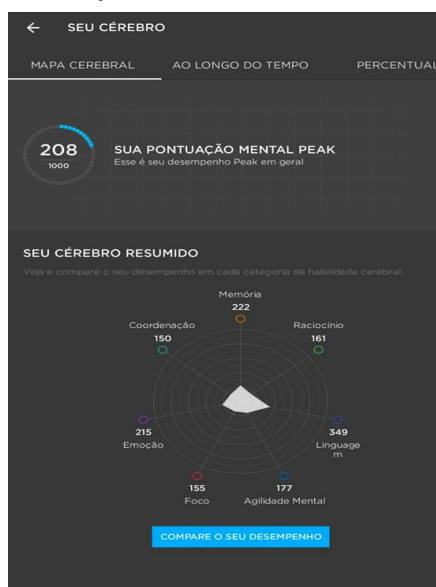 SEU CÉREBRO
MAPA CEREBRAL AO LONGO DO TEMPO PERCENTUAL
208
1000
SUA PONTUAÇÃO MENTAL PEAK
Esse é seu desempenho Peak em geral
SEU CÉREBRO RESUMIDO
Veja e compare o seu desempenho em cada categoria de habilidade cerebral.
Memória
222
Coordenação
150
Raciocínio
161
215
Emoção
349
Linguage
m
155
Foco
177
Agilidade Mental
COMPARE O SEU DESEMPENHO